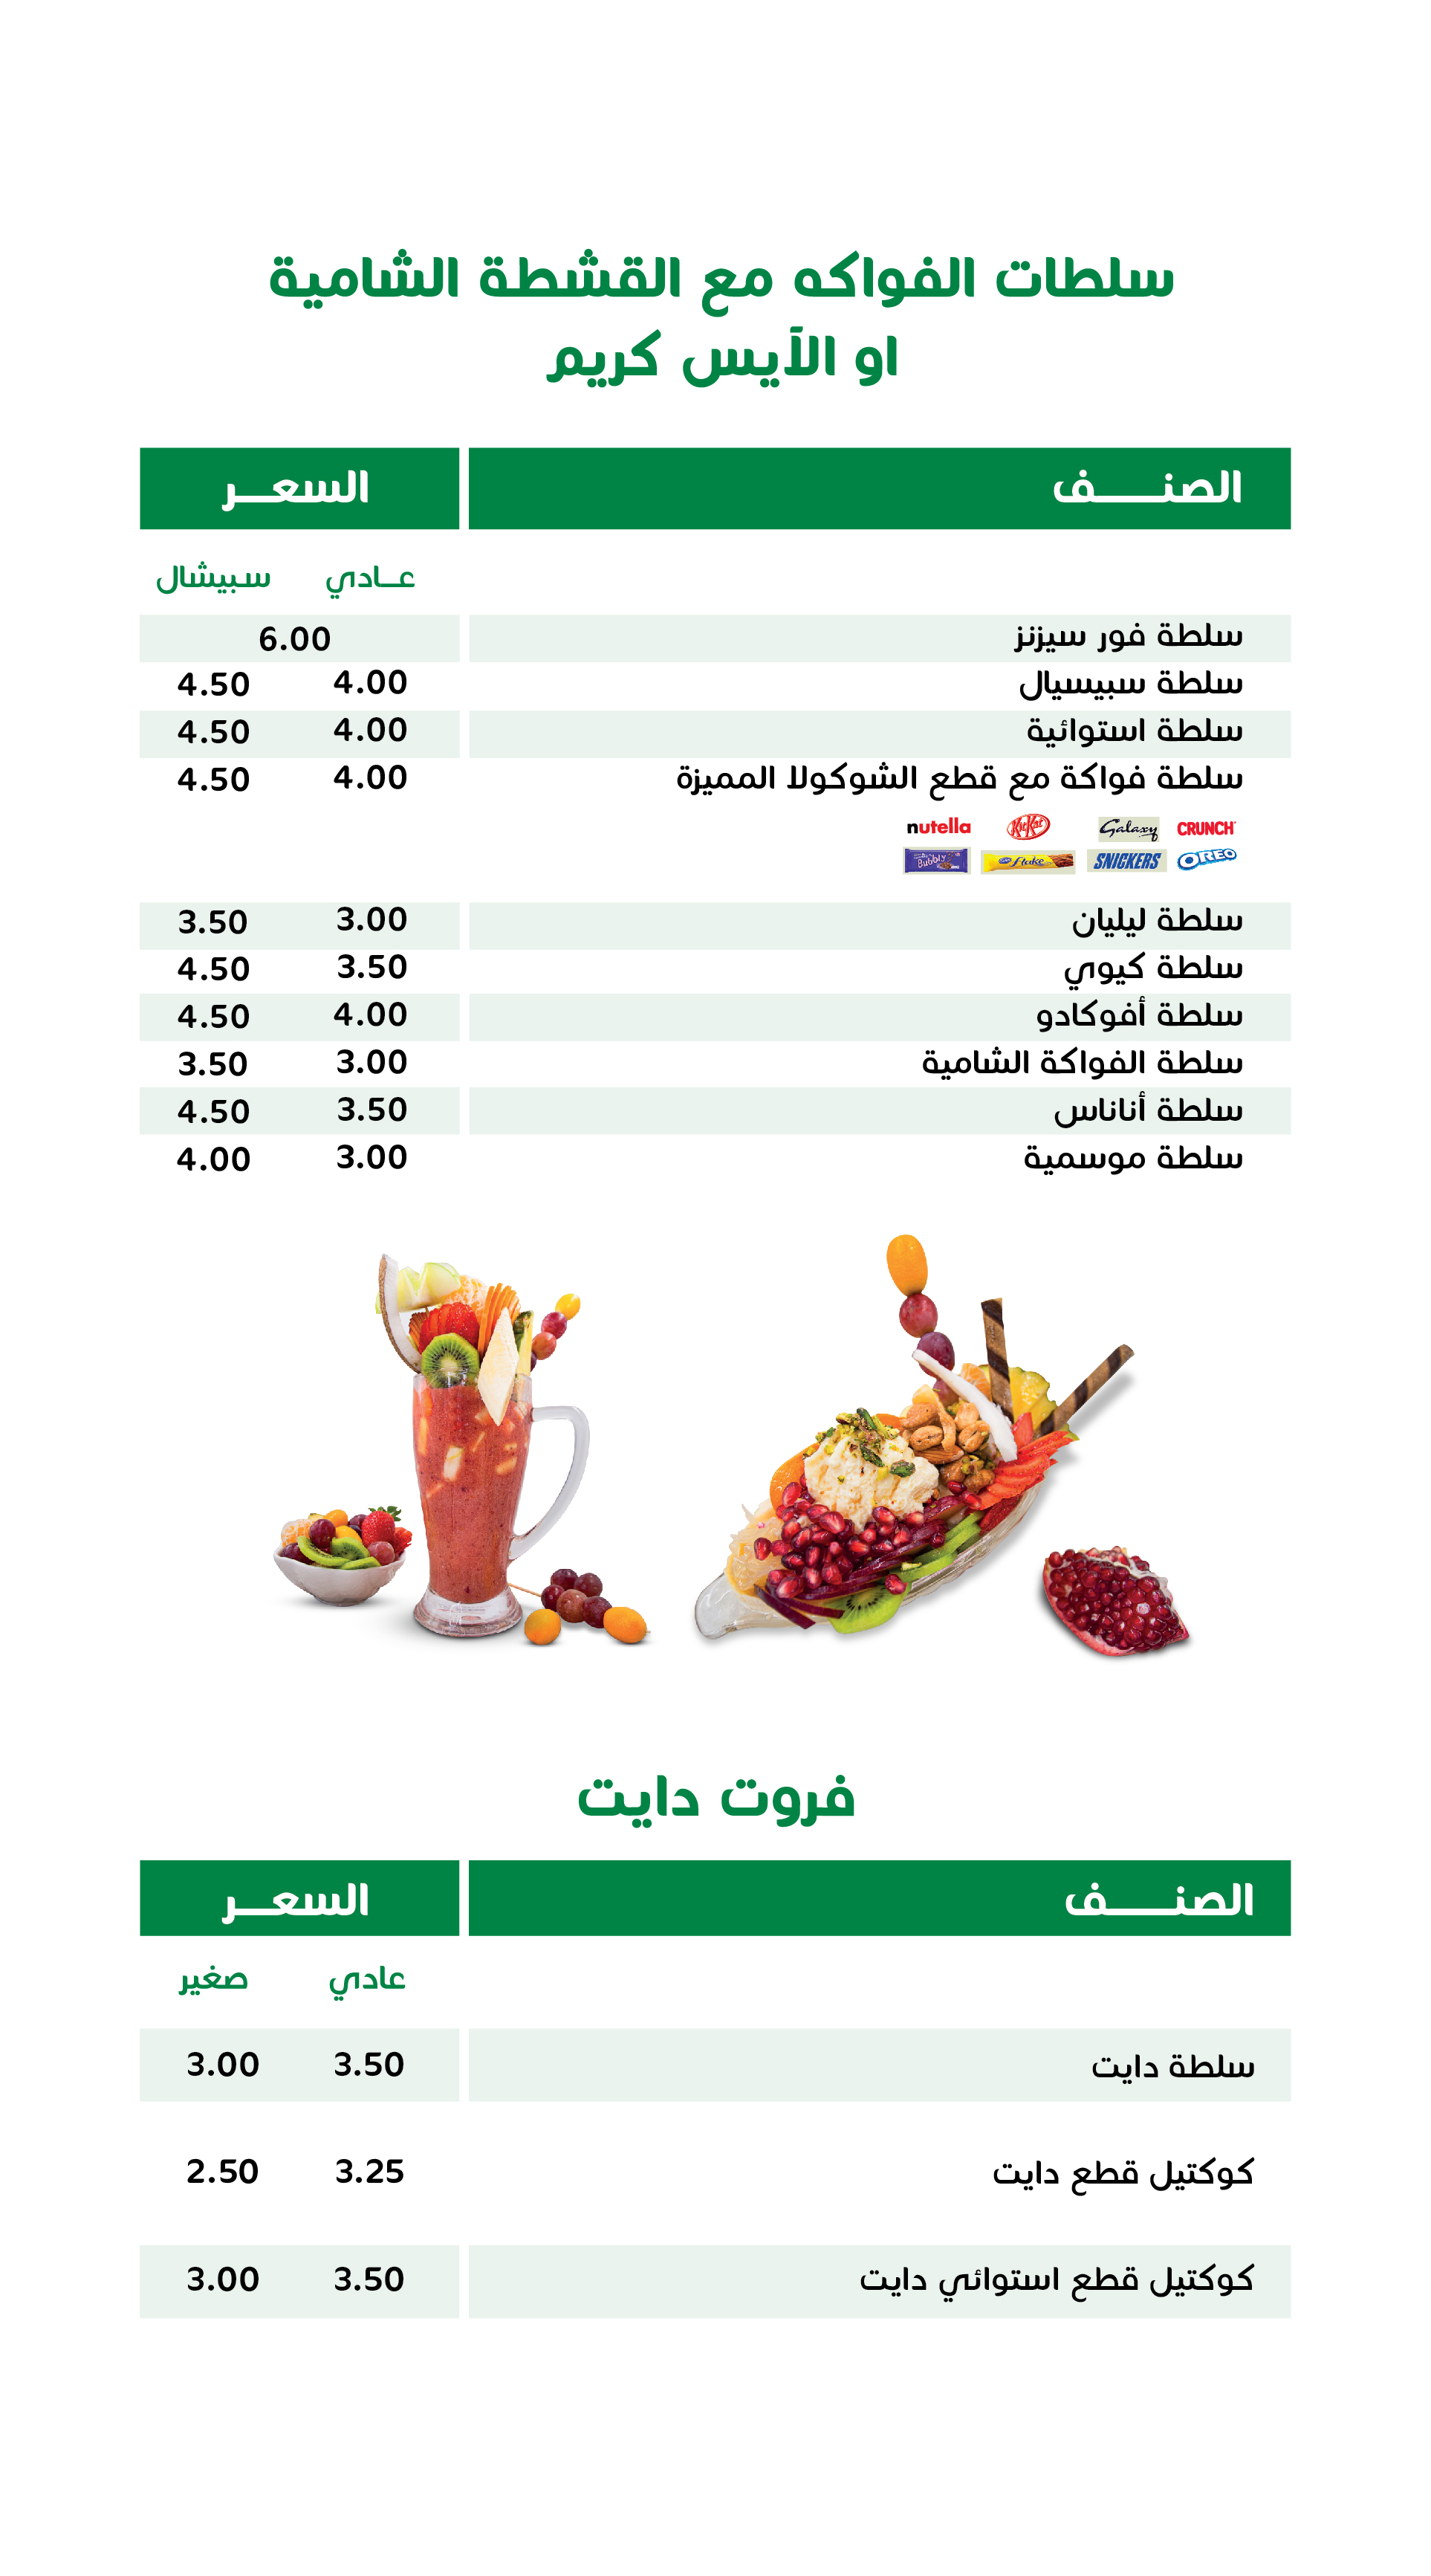 سلطات الفواكه مع القشطة الشامية
او الآيس كريم
الصنـــــف السعـــر
عــادي سبيشال
سلطة فور سيزنز 6.00
سلطة سبيسيال 4.00 4.50
سلطة استوائية 4.00 4.50
سلطة فواكة مع قطع الشوكولا المميزة 4.00 4.50
nutella KitKat Galaxy CRUNCH
Bubbly flake SNICKERS OREO
سلطة ليليان 3.00 3.50
سلطة كيوي 3.50 4.50
سلطة أفوكادو 4.00 4.50
سلطة الفواكة الشامية 3.00 3.50
سلطة أناناس 3.50 4.50
سلطة موسمية 3.00 4.00
فروت دايت
الصنـــــف السعـــر
عادي صغير
سلطة دايت 3.50 3.00
كوكتيل قطع دايت 3.25 2.50
كوكتيل قطع استوائي دايت 3.50 3.00